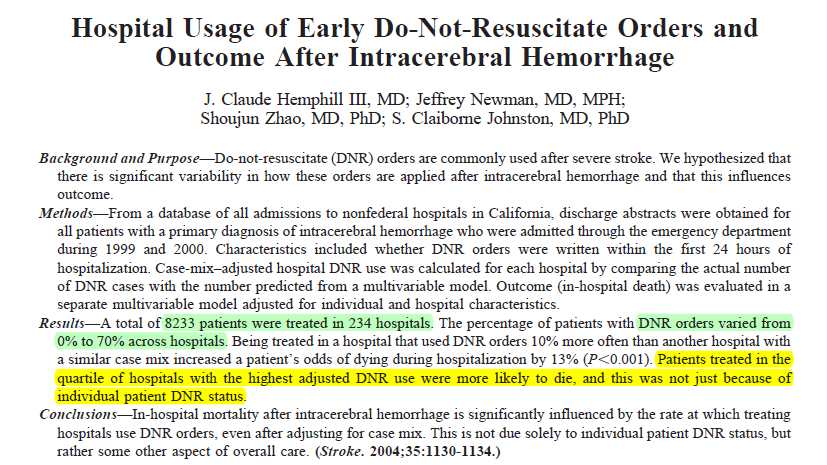 Hospital Usage of Early Do-Not-Resuscitate Orders and
Outcome After Intracerebral Hemorrhage
J. Claude Hemphill III, MD; Jeffrey Newman, MD, MPH;
Shoujun Zhao, MD, PhD; S. Claiborne Johnston, MD, PhD
Background and Purpose—Do-not-resuscitate (DNR) orders are commonly used after severe stroke. We hypothesized that
there is significant variability in how these orders are applied after intracerebral hemorrhage and that this influences
outcome.
Methods—From a database of all admissions to nonfederal hospitals in California, discharge abstracts were obtained for
all patients with a primary diagnosis of intracerebral hemorrhage who were admitted through the emergency department
during 1999 and 2000. Characteristics included whether DNR orders were written within the first 24 hours of
hospitalization. Case-mix–adjusted hospital DNR use was calculated for each hospital by comparing the actual number
of DNR cases with the number predicted from a multivariable model. Outcome (in-hospital death) was evaluated in a
separate multivariable model adjusted for individual and hospital characteristics.
Results—A total of 8233 patients were treated in 234 hospitals. The percentage of patients with DNR orders varied from
0% to 70% across hospitals. Being treated in a hospital that used DNR orders 10% more often than another hospital with
a similar case mix increased a patient's odds of dying during hospitalization by 13% (P<0.001). Patients treated in the
quartile of hospitals with the highest adjusted DNR use were more likely to die, and this was not just because of
individual patient DNR status.
Conclusions—In-hospital mortality after intracerebral hemorrhage is significantly influenced by the rate at which treating
hospitals use DNR orders, even after adjusting for case mix. This is not due solely to individual patient DNR status, but
rather some other aspect of overall care. (Stroke. 2004;35:1130-1134.)